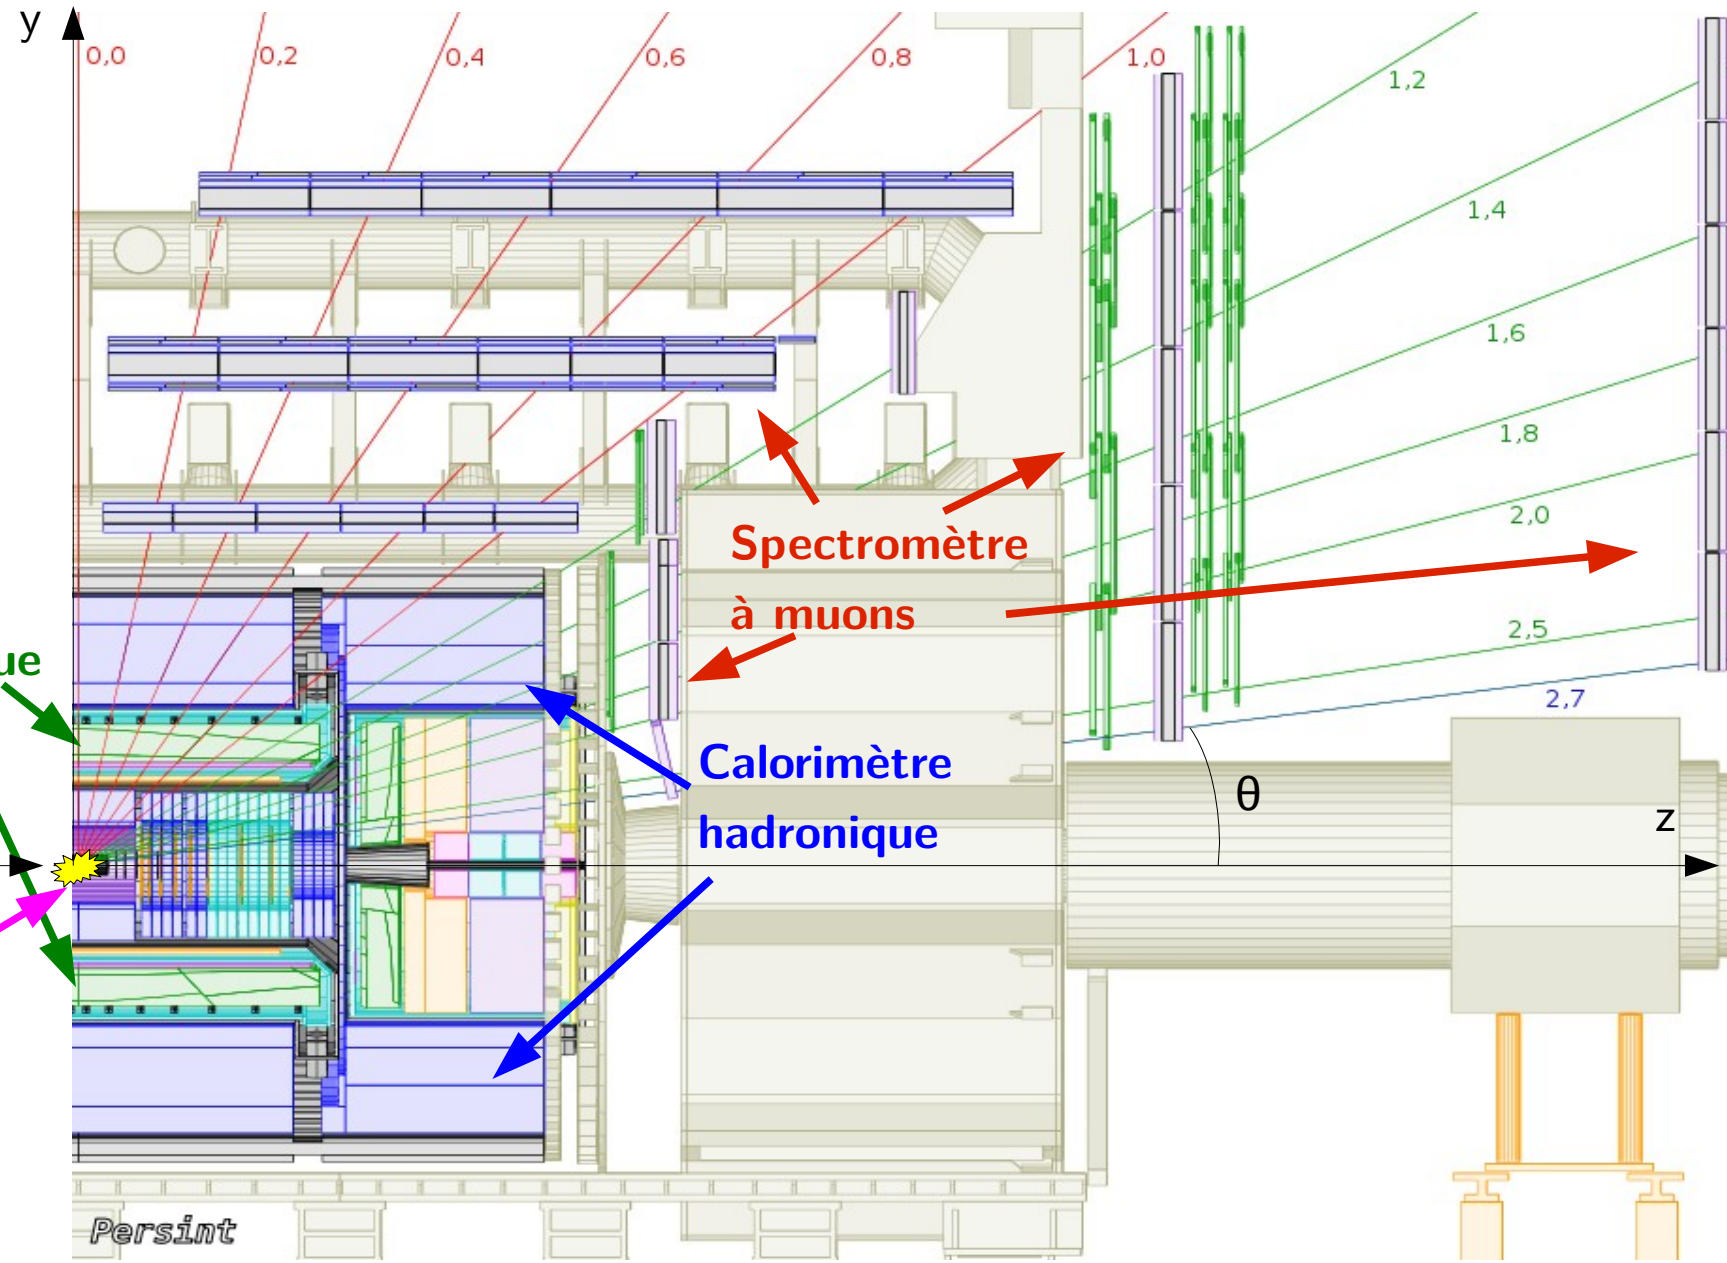 y
0,0
0,2
0,4
0,6
0,8
1,0
1,2
1,4
1,6
1,8
2,0
2,5
2,7
Spectromètre
à muons
ue
Calorimètre
hadronique
θ
z
Persint